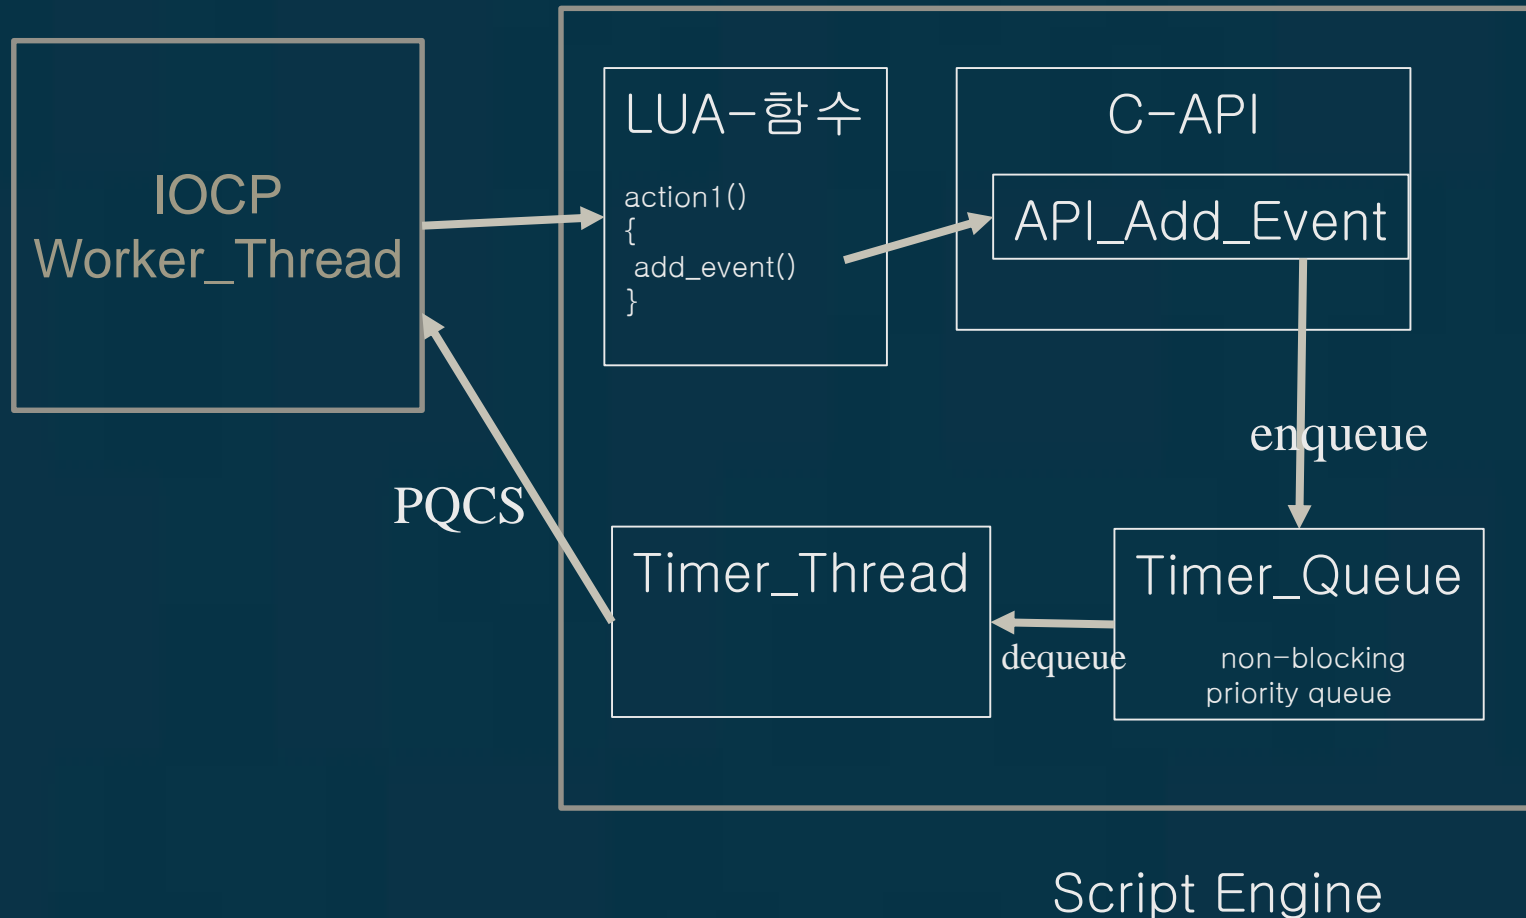 IOCP
Worker_Thread
LUA-함수
action1()
{
add_event()
}
C-API
API_Add_Event
enqueue
PQCS
Timer_Thread
dequeue
Timer_Queue
non-blocking
priority queue
Script Engine